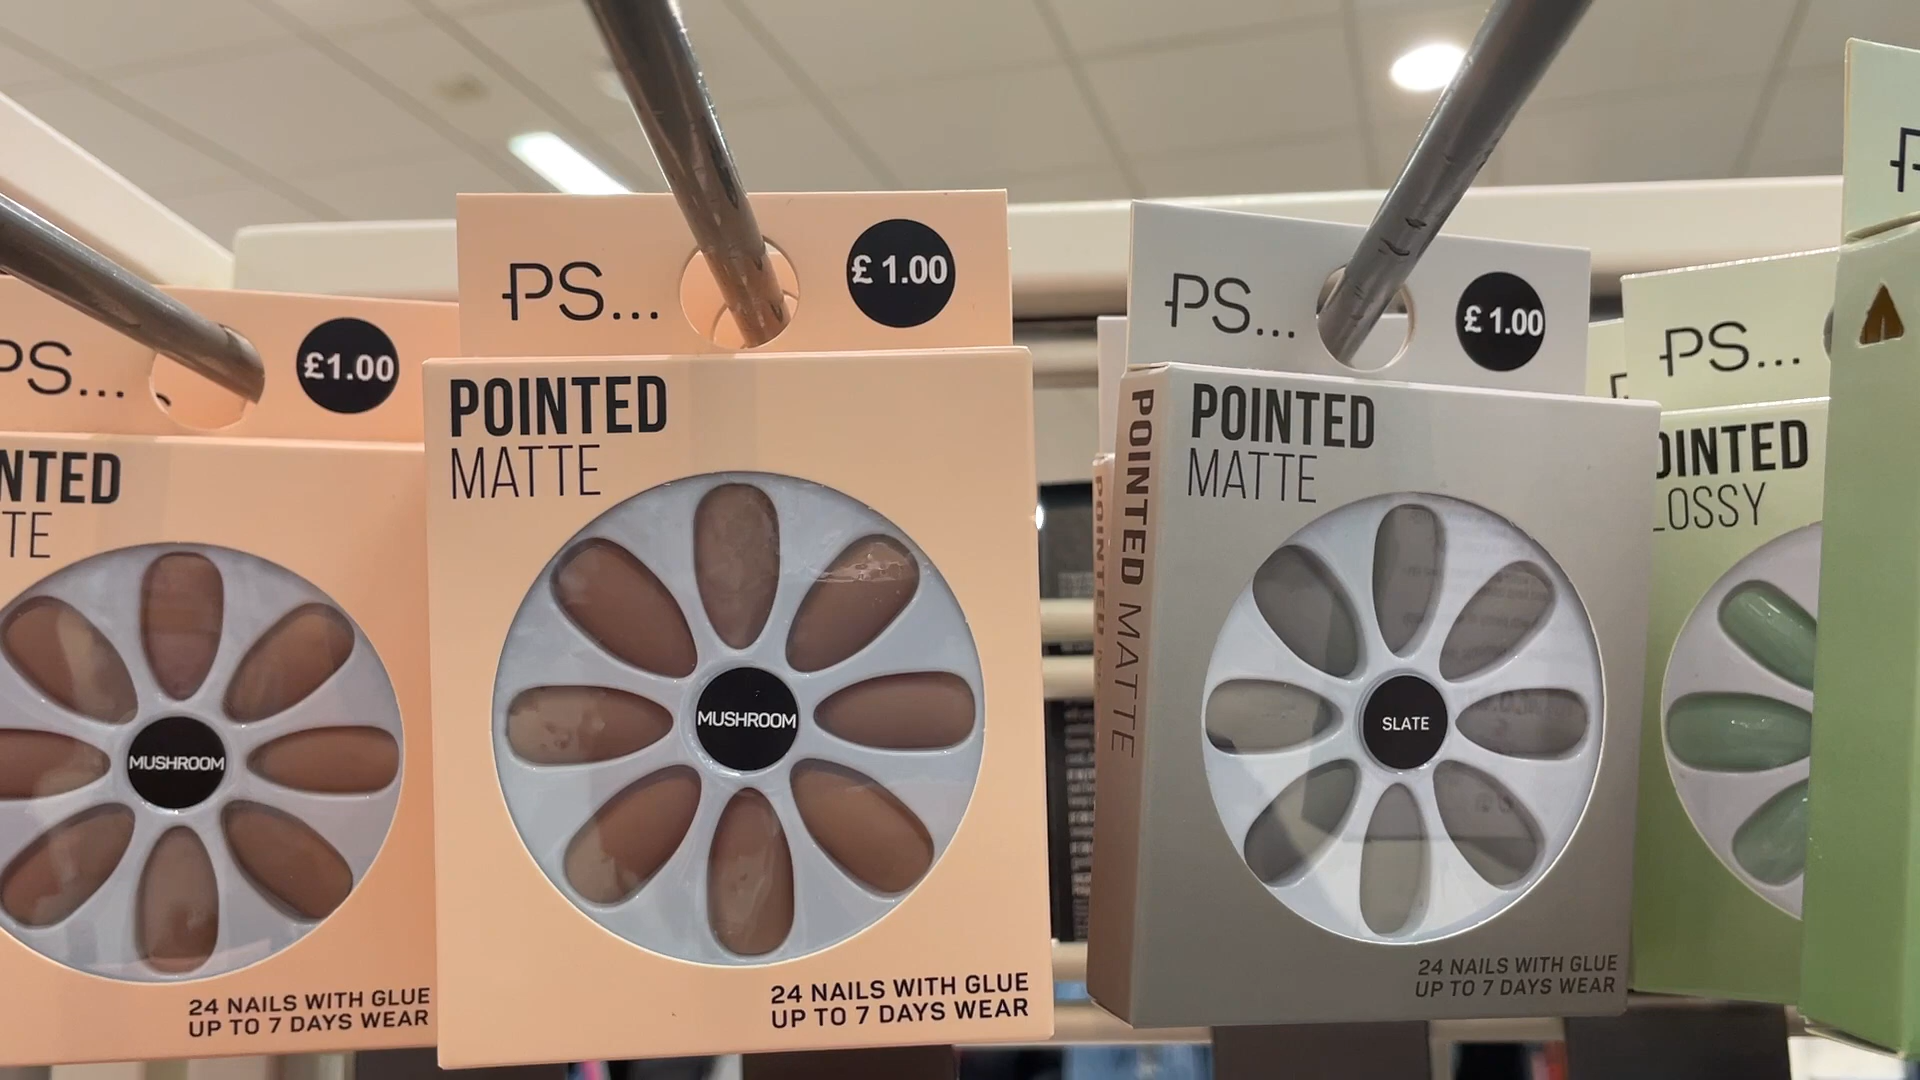 PS...
£1.00
NTED
TE
MUSHROOM
24 NAILS WITH GLUE
UP TO 7 DAYS WEAR
PS...
£ 1.00
POINTED
MATTE
MUSHROOM
24 NAILS WITH GLUE
UP TO 7 DAYS WEAR
PS...
£ 1.00
POINTED
MATTE
POINTED MATTE
POINTED
SLATE
24 NAILS WITH GLUE
UP TO 7 DAYS WEAR
PS...
OINTED
LOSSY
P